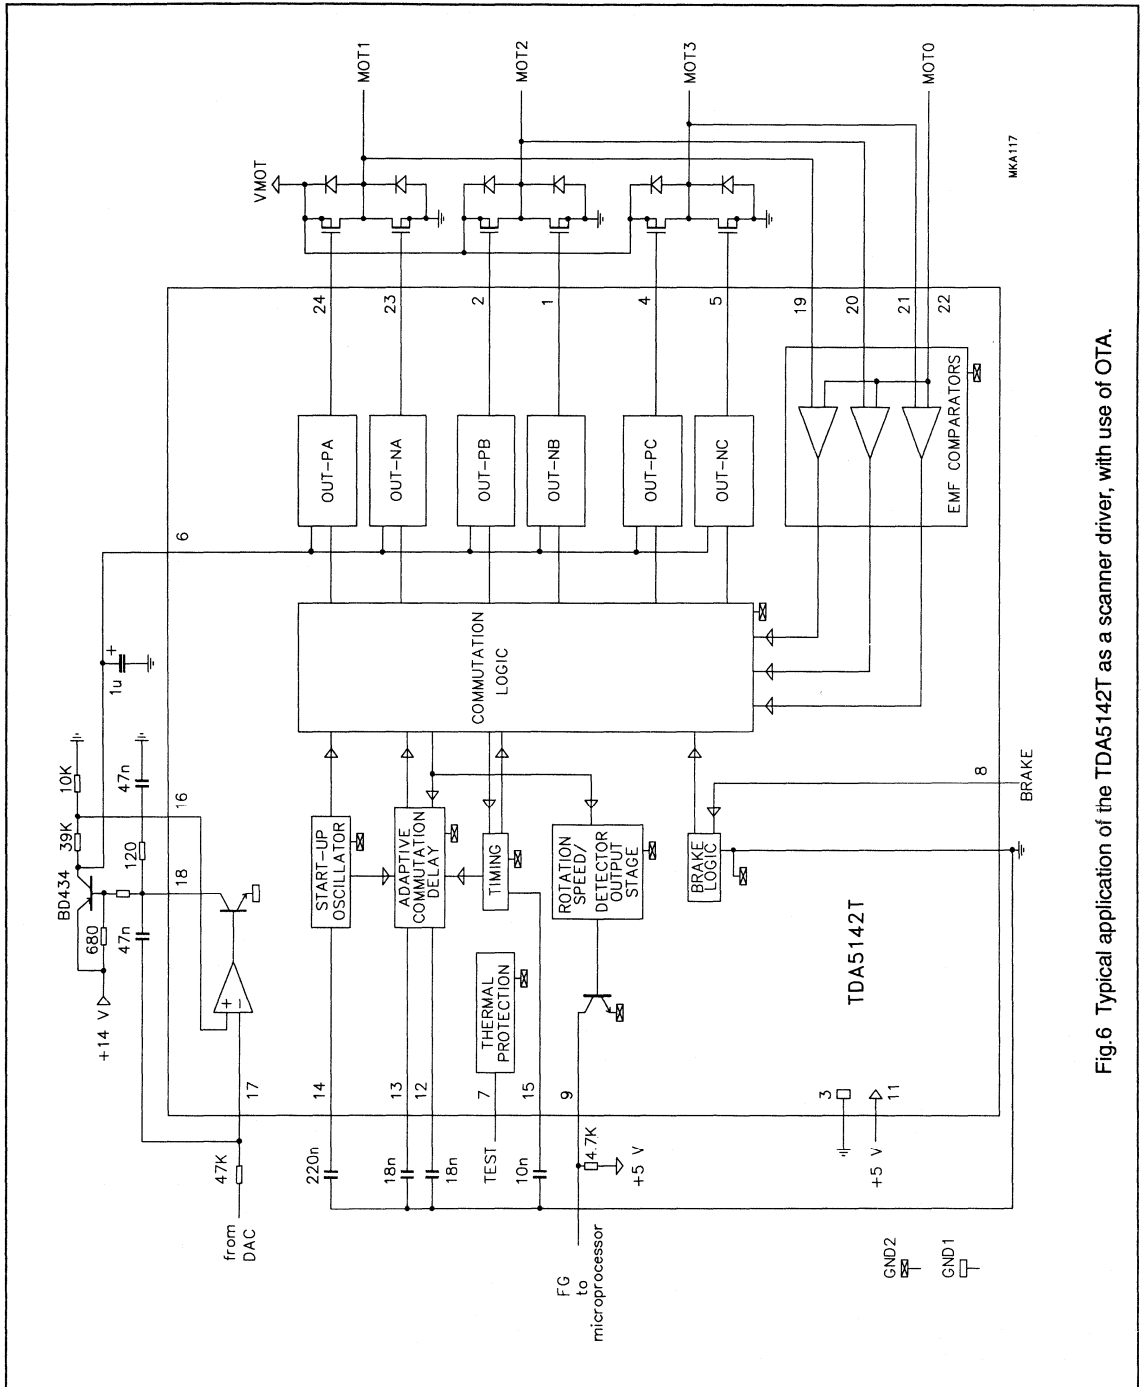 +14 V
BD434
680
39K
10K
47n
120
47n
1u
+
18
16
6
47K
from
DAC
17
+
−
220n
14
START-UP
OSCILLATOR
18n
13
18n
12
ADAPTIVE
COMMUTATION
DELAY
TIMING
TEST
7
THERMAL
PROTECTION
10n
15
9
4.7K
+5 V
FG
to
microprocessor
ROTATION
SPEED/
DETECTOR
OUTPUT
STAGE
BRAKE
LOGIC
8
BRAKE
COMMUTATION
LOGIC
OUT-PA
OUT-NA
OUT-PB
OUT-NB
OUT-PC
OUT-NC
24
23
2
1
4
5
19
20
21
22
EMF COMPARATORS
VMOT
MOT1
MOT2
MOT3
MOT0
TDA5142T
3
+5 V
11
GND2
GND1
MKA117
Fig.6 Typical application of the TDA5142T as a scanner driver, with use of OTA.